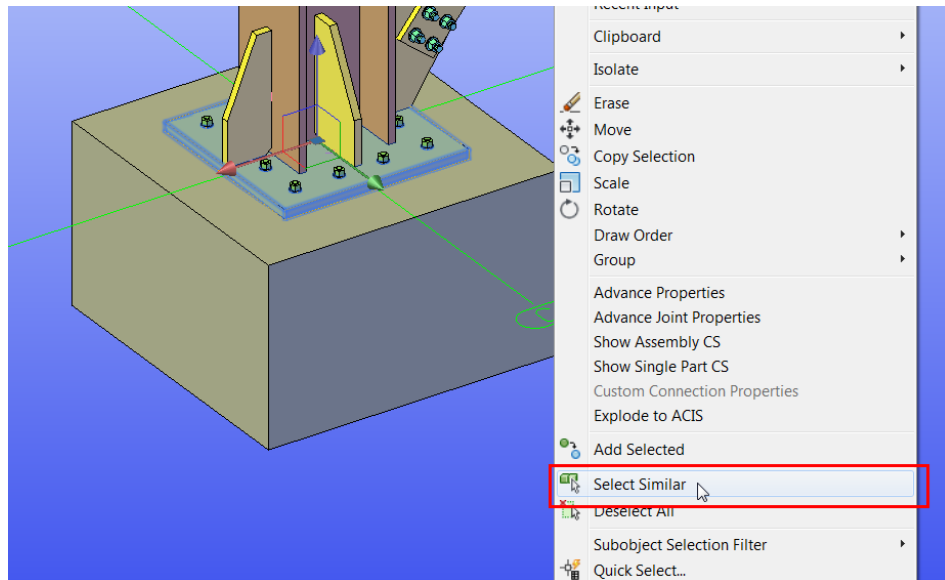 Recent Input
Clipboard
Isolate
Erase
Move
Copy Selection
Scale
Rotate
Draw Order
Group
Advance Properties
Advance Joint Properties
Show Assembly CS
Show Single Part CS
Custom Connection Properties
Explode to ACIS
Add Selected
Select Similar
Deselect All
Subobject Selection Filter
Quick Select...